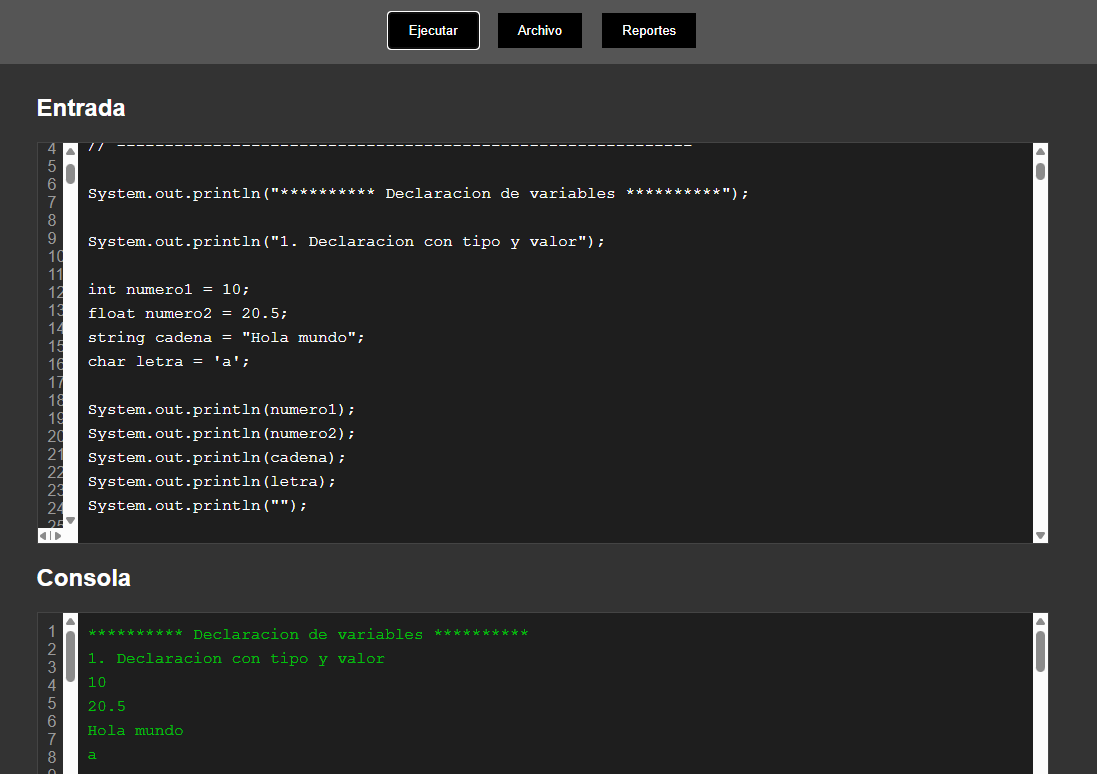 Ejecutar Archivo Reportes
Entrada
4
5
6
7
8
9
10
11
12
13
14
15
16
17
18
19
20
21
22
23
24
25
// ------------------------------------------------------------
System.out.println("********** Declaracion de variables **********");
System.out.println("1. Declaracion con tipo y valor");
int numero1 = 10;
float numero2 = 20.5;
string cadena = "Hola mundo";
char letra = 'a';
System.out.println(numero1);
System.out.println(numero2);
System.out.println(cadena);
System.out.println(letra);
System.out.println("");
Consola
1
2
3
4
5
6
7
8
9
********** Declaracion de variables **********
1. Declaracion con tipo y valor
10
20.5
Hola mundo
a